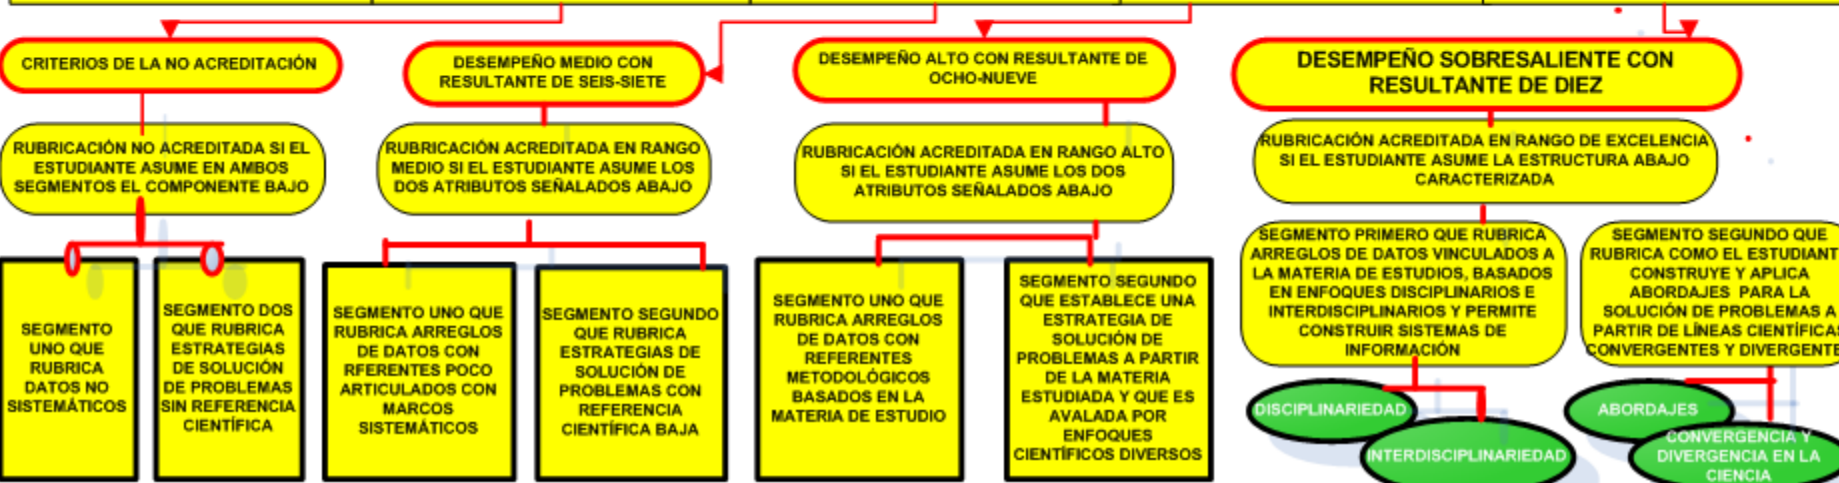 CRITERIOS DE LA NO ACREDITACIÓN
DESEMPEÑO MEDIO CON
RESULTANTE DE SEIS-SIETE
DESEMPEÑO ALTO CON RESULTANTE DE
OCHO-NUEVE
DESEMPEÑO SOBRESALIENTE CON
RESULTANTE DE DIEZ
RUBRICACIÓN NO ACREDITADA SI EL
ESTUDIANTE ASUME EN AMBOS
SEGMENTOS EL COMPONENTE BAJO
RUBRICACIÓN ACREDITADA EN RANGO
MEDIO SI EL ESTUDIANTE ASUME LOS
DOS ATRIBUTOS SEÑALADOS ABAJO
RUBRICACIÓN ACREDITADA EN RANGO ALTO
SI EL ESTUDIANTE ASUME LOS DOS
ATRIBUTOS SEÑALADOS ABAJO
RUBRICACIÓN ACREDITADA EN RANGO DE EXCELENCIA
SI EL ESTUDIANTE ASUME LA ESTRUCTURA ABAJO
CARACTERIZADA
SEGMENTO
UNO QUE
RUBRICA
DATOS NO
SISTEMÁTICOS
SEGMENTO DOS
QUE RUBRICA
ESTRATEGIAS
DE SOLUCIÓN
DE PROBLEMAS
SIN REFERENCIA
CIENTÍFICA
SEGMENTO UNO QUE
RUBRICA ARREGLOS
DE DATOS CON
RFERENTES POCO
ARTICULADOS CON
MARCOS
SISTEMÁTICOS
SEGMENTO SEGUNDO
QUE RUBRICA
ESTRATEGIAS DE
SOLUCIÓN DE
PROBLEMAS CON
REFERENCIA
CIENTÍFICA BAJA
SEGMENTO UNO QUE
RUBRICA ARREGLOS
DE DATOS CON
REFERENTES
METODOLÓGICOS
BASADOS EN LA
MATERIA DE ESTUDIO
SEGMENTO SEGUNDO
QUE ESTABLECE UNA
ESTRATEGIA DE
SOLUCIÓN DE
PROBLEMAS A PARTIR
DE LA MATERIA
ESTUDIADA Y QUE ES
AVALADA POR
ENFOQUES
CIENTÍFICOS DIVERSOS
SEGMENTO PRIMERO QUE RUBRICA
ARREGLOS DE DATOS VINCULADOS A
LA MATERIA DE ESTUDIOS, BASADOS
EN ENFOQUES DISCIPLINARIOS E
INTERDISCIPLINARIOS Y PERMITE
CONSTRUIR SISTEMAS DE
INFORMACIÓN
SEGMENTO SEGUNDO QUE
RUBRICA COMO EL ESTUDIANT
CONSTRUYE Y APLICA
ABORDAJES PARA LA
SOLUCIÓN DE PROBLEMAS A
PARTIR DE LÍNEAS CIENTÍFICAS
CONVERGENTES Y DIVERGENTE
DISCIPLINARIEDAD
INTERDISCIPLINARIEDAD
ABORDAJES
CONVERGENCIA Y
DIVERGENCIA EN LA
CIENCIA